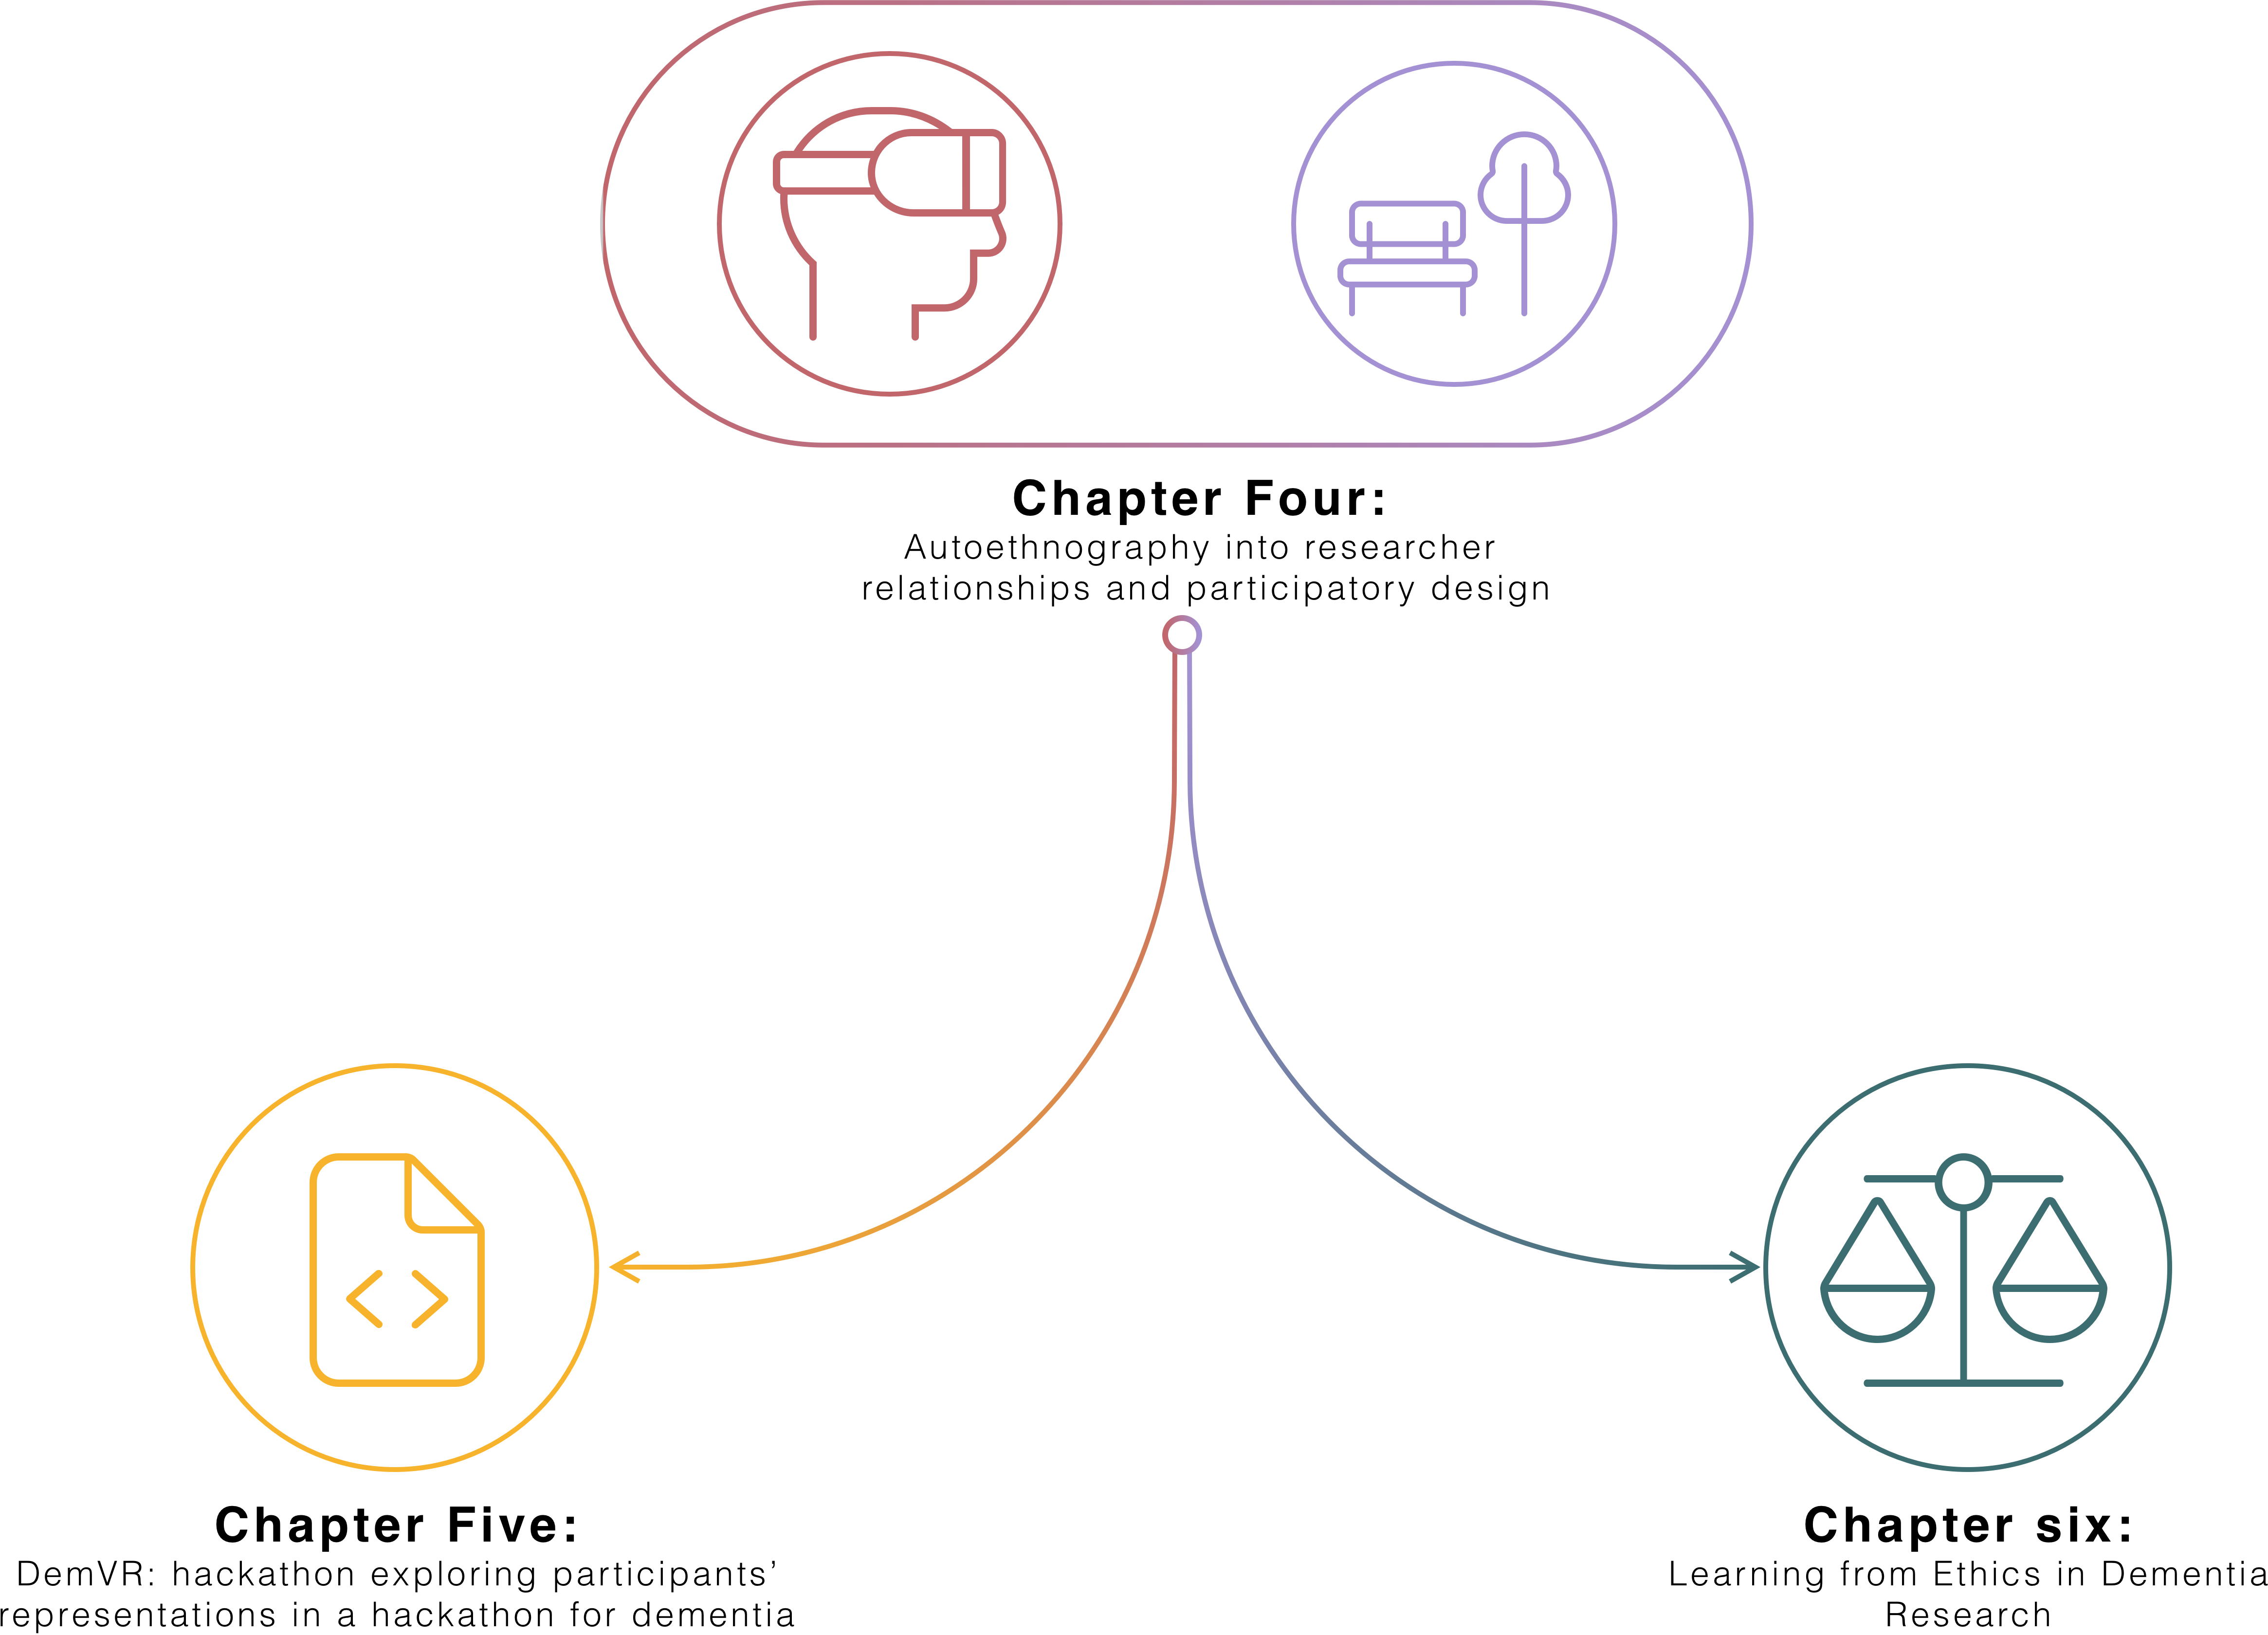 Chapter Four:
Autoethnography into researcher
relationships and participatory design
Chapter Five:
DemVR: hackathon exploring participants’
representations in a hackathon for dementia
Chapter six:
Learning from Ethics in Dementia
Research